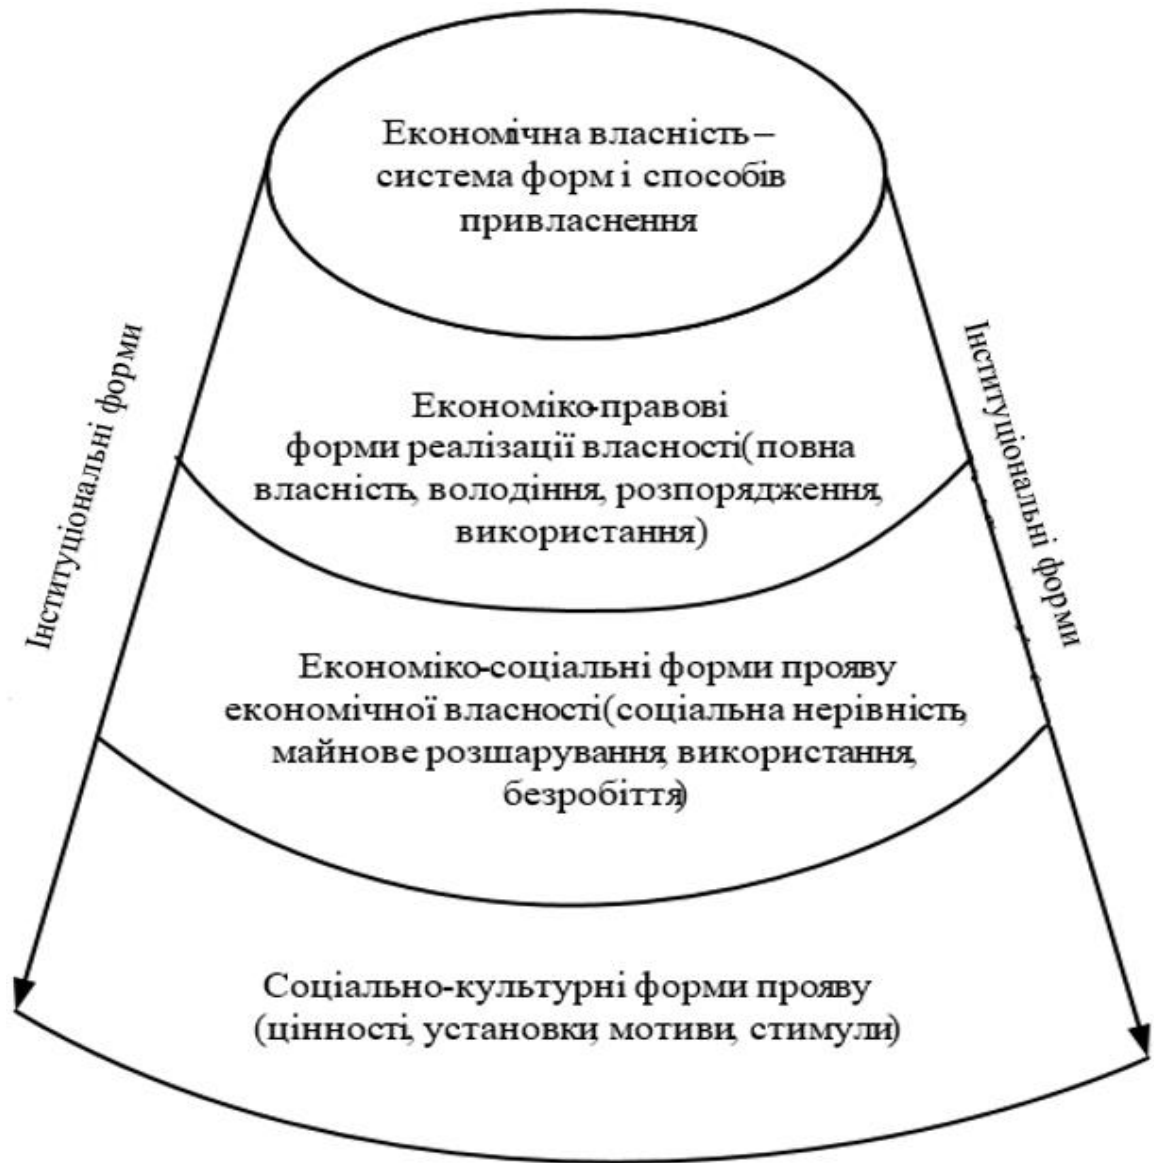 Економічна власність –
система форм і способів
привласнення
Інституціональні форми
Інституціональні форми
Економіко-правові
форми реалізації власності(повна
власність, володіння, розпорядження,
використання)
Економіко-соціальні форми прояву
економічної власності(соціальна нерівність,
майнове розшарування, використання,
безробіття)
Соціально-культурні форми прояву
(цінності, установки, мотиви, стимули)